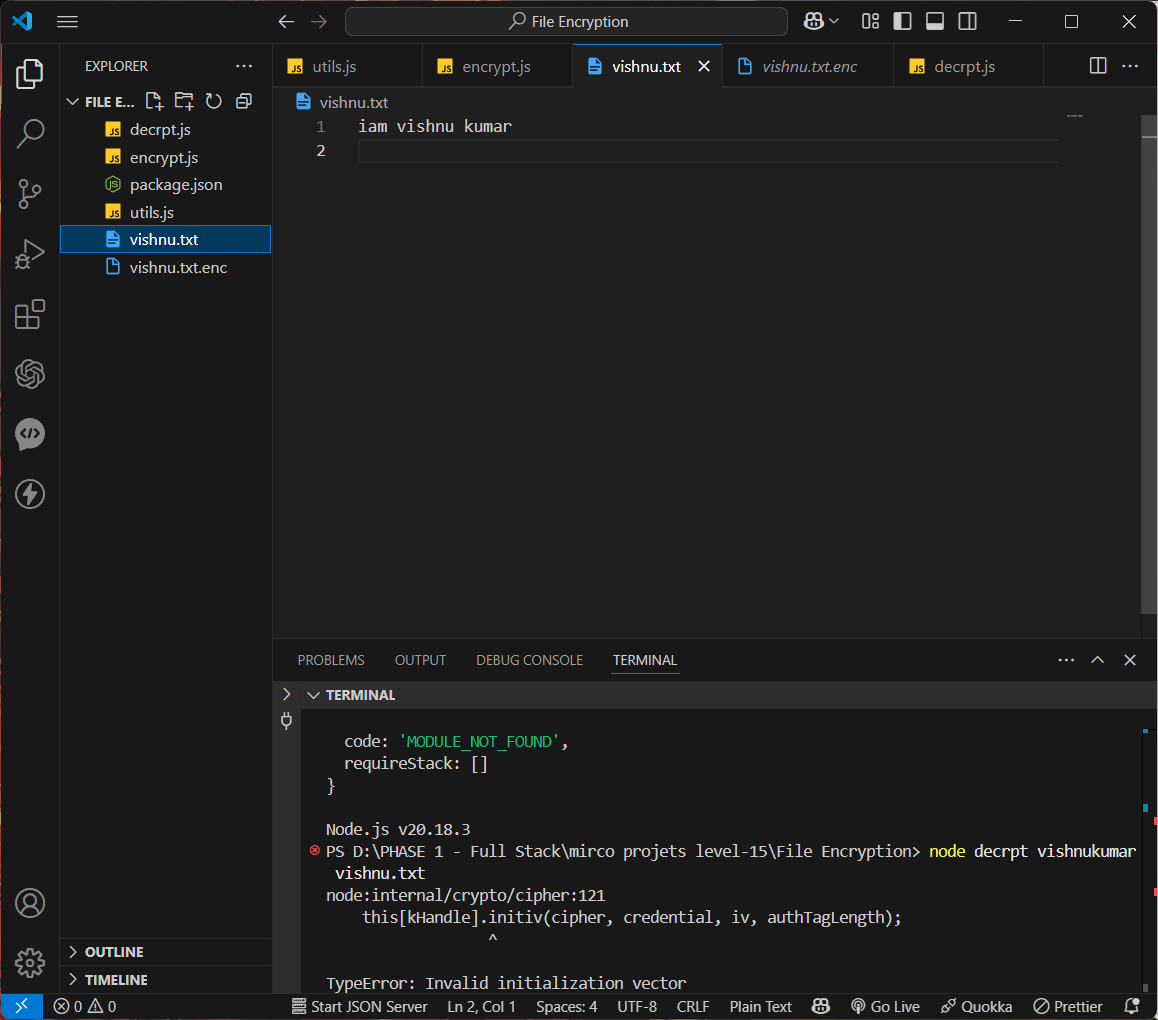 File Encryption
EXPLORER
FILE E...
decrpt.js
encrypt.js
package.json
utils.js
vishnu.txt
vishnu.txt.enc
OUTLINE
TIMELINE
utils.js
encrypt.js
vishnu.txt
vishnu.txt.enc
decrpt.js
vishnu.txt
1 iam vishnu kumar
2
PROBLEMS OUTPUT DEBUG CONSOLE TERMINAL
TERMINAL
code: 'MODULE_NOT_FOUND',
requireStack: []
}
Node.js v20.18.3
PS D:\PHASE 1 - Full Stack\mirco projets level-15\File Encryption> node decrpt vishnukumar
vishnu.txt
node:internal/crypto/cipher:121
this[kHandle].initiv(cipher, credential, iv, authTagLength);
^
TypeError: Invalid initialization vector
0 0 Start JSON Server Ln 2, Col 1 Spaces: 4 UTF-8 CRLF Plain Text Go Live Quokka Prettier